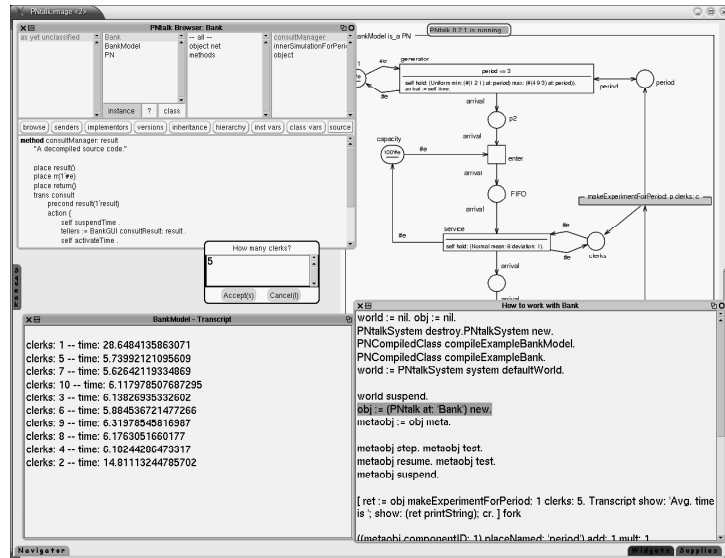 PNtalk.image <2>
PNtalk Browser: Bank
as yet unclassified
Bank
BankModel
PN
-- all --
object net
methods
consultManager:
innerSimulationForPeri
object
instance ? class
browse senders implementors versions inheritance hierarchy inst vars class vars source
method consultManager: result
"A decompiled source code."
place result()
place rr(1`#e)
place return()
trans consult
precond result(1`result)
action {
self suspendTime .
tellers := BankGUI consultResult: result .
self activateTime .
ankModel is_a PN
PNtalk 0.2.1 is running...
generator
#e
period <= 3
self hold: (Uniform min: (#(1 2 1) at: period) max: (#(4 9 3) at: period)).
arrival := self time.
period
period
arrival
p2
arrival
capacity
100`#e
#e
enter
arrival
FIFO
makeExperimentForPeriod: p clerks: c
arrival
service
#e
self hold: (Normal mean: 6 deviation: 1).
#e
#e
clerks
arrival
How many clerks?
5
Accept(s) Cancel(l)
Squeak
BankModel - Transcript
clerks: 1 -- time: 28.6484135863071
clerks: 5 -- time: 5.73992121095609
clerks: 7 -- time: 5.62642119334869
clerks: 10 -- time: 6.117978507687295
clerks: 3 -- time: 6.13826935332602
clerks: 6 -- time: 5.884536721477266
clerks: 9 -- time: 6.31978545816987
clerks: 8 -- time: 6.1763051660177
clerks: 4 -- time: 6.10244206473317
clerks: 2 -- time: 14.81113244785702
How to work with Bank
world := nil. obj := nil.
PNtalkSystem destroy.PNtalkSystem new.
PNCompiledClass compileExampleBankModel.
PNCompiledClass compileExampleBank.
world := PNtalkSystem system defaultWorld.
world suspend.
obj := (PNtalk at: 'Bank') new.
metaobj := obj meta.
metaobj step. metaobj test.
metaobj resume. metaobj test.
metaobj suspend.
[ ret := obj makeExperimentForPeriod: 1 clerks: 5. Transcript show: 'Avg. time
is '; show: (ret printString); cr. ] fork
((metaobj componentID: 1) placeNamed: 'period') add: 1 mult: 1
Navigator
Widgets Supplies